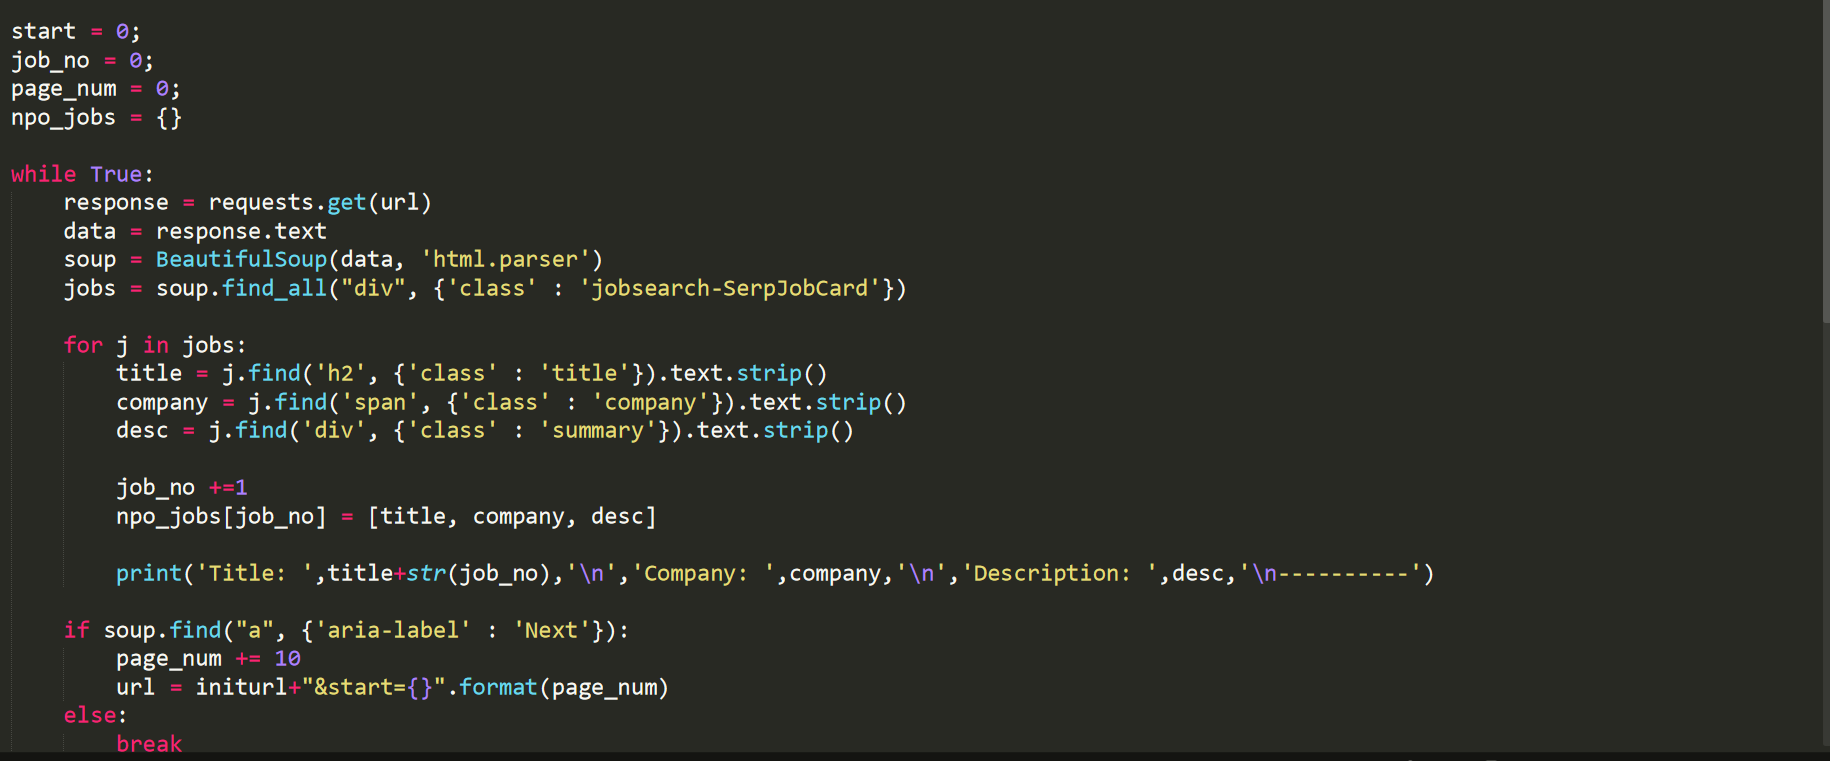 start = 0;
job_no = 0;
page_num = 0;
npo_jobs = {}
while True:
    response = requests.get(url)
    data = response.text
    soup = BeautifulSoup(data, 'html.parser')
    jobs = soup.find_all("div", {'class' : 'jobsearch-SerpJobCard'})
    for j in jobs:
        title = j.find('h2', {'class' : 'title'}).text.strip()
        company = j.find('span', {'class' : 'company'}).text.strip()
        desc = j.find('div', {'class' : 'summary'}).text.strip()
        job_no +=1
        npo_jobs[job_no] = [title, company, desc]
        print('Title: ',title+str(job_no),'\n','Company: ',company,'\n','Description: ',desc,'\n----------')
    if soup.find("a", {'aria-label' : 'Next'}):
        page_num += 10
        url = initurl+"&start={}".format(page_num)
    else:
        break